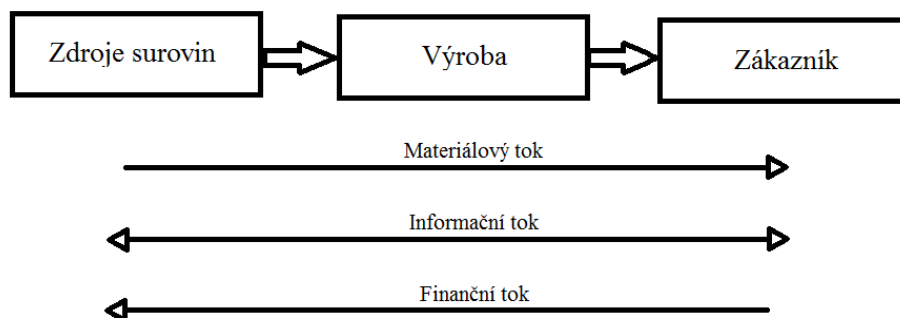 Zdroje surovin
Výroba
Zákazník
Materiálový tok
Informační tok
Finanční tok